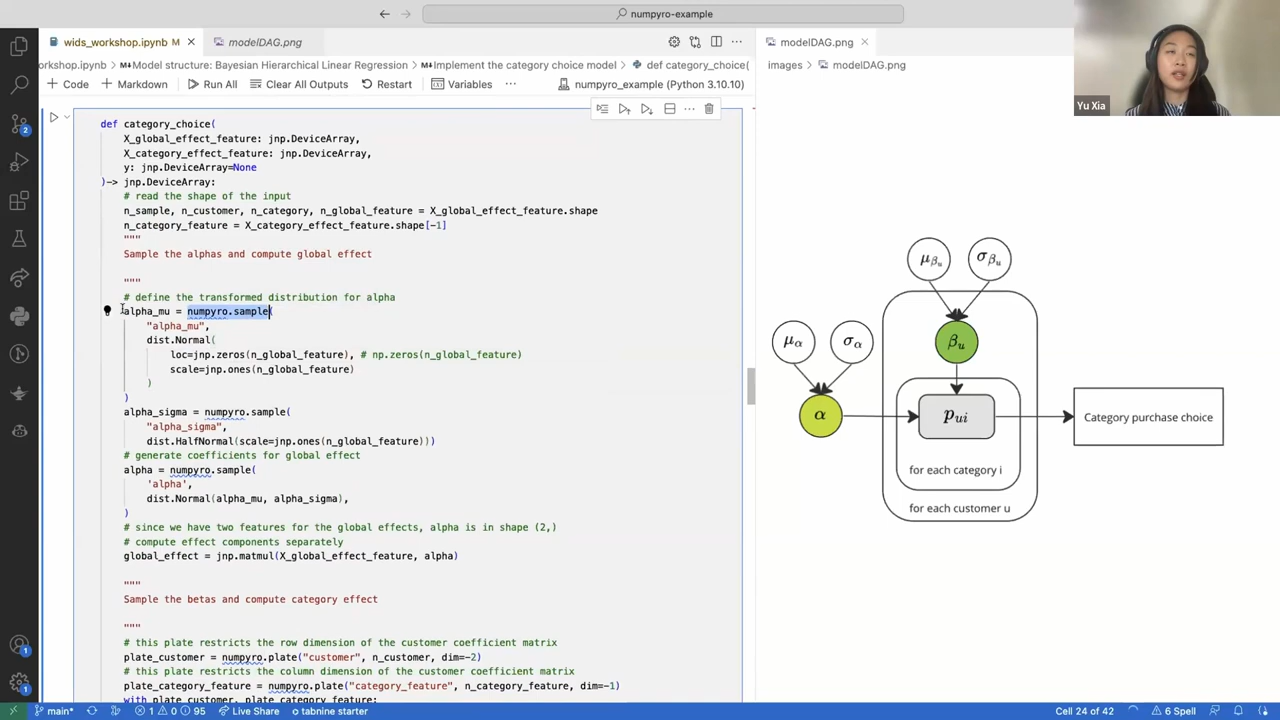 numpyro-example
wids_workshop.ipynb M
modelDAG.png
modelDAG.png
orkshop.ipynb > Model structure: Bayesian Hierarchical Linear Regression > Implement the category choice model > def category_choice(
images > modelDAG.png
+ Code + Markdown Run All Clear All Outputs Restart Variables ... numpyro_example (Python 3.10.10)
Yu Xia
def category_choice(
X_global_effect_feature: jnp.DeviceArray,
X_category_effect_feature: jnp.DeviceArray,
y: jnp.DeviceArray=None
)-> jnp.DeviceArray:
# read the shape of the input
n_sample, n_customer, n_category, n_global_feature = X_global_effect_feature.shape
n_category_feature = X_category_effect_feature.shape[-1]
"""
Sample the alphas and compute global effect
"""
# define the transformed distribution for alpha
alpha_mu = numpyro.sample(
"alpha_mu",
dist.Normal(
loc=jnp.zeros(n_global_feature), # np.zeros(n_global_feature)
scale=jnp.ones(n_global_feature)
)
)
alpha_sigma = numpyro.sample(
"alpha_sigma",
dist.HalfNormal(scale=jnp.ones(n_global_feature)))
# generate coefficients for global effect
alpha = numpyro.sample(
'alpha',
dist.Normal(alpha_mu, alpha_sigma),
)
# since we have two features for the global effects, alpha is in shape (2,)
# compute effect components separately
global_effect = jnp.matmul(X_global_effect_feature, alpha)
"""
Sample the betas and compute category effect
"""
# this plate restricts the row dimension of the customer coefficient matrix
plate_customer = numpyro.plate("customer", n_customer, dim=-2)
# this plate restricts the column dimension of the customer coefficient matrix
plate_category_feature = numpyro.plate("category_feature", n_category_feature, dim=-1)
with plate_customer, plate_category_feature:
μβu σβu
μα σα βu
α pui Category purchase choice
for each category i
for each customer u
2
1
1
main* 1 0 95 Live Share tabnine starter Cell 24 of 42 6 Spell